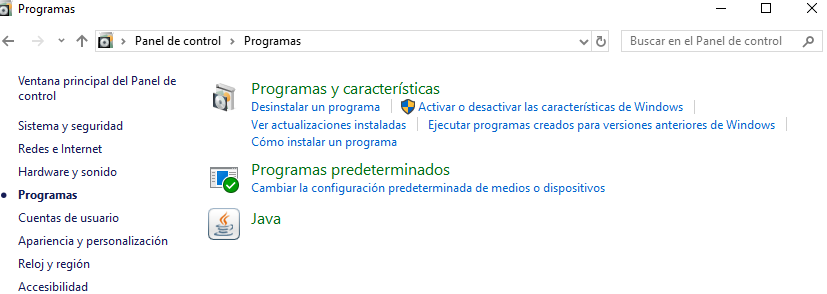 Programas
Panel de control
Programas
Buscar en el Panel de control
Ventana principal del Panel de
control
Sistema y seguridad
Redes e Internet
Hardware y sonido
Programas
Cuentas de usuario
Apariencia y personalización
Reloj y región
Accesibilidad
Programas y características
Desinstalar un programa
Activar o desactivar las características de Windows
Ver actualizaciones instaladas
Ejecutar programas creados para versiones anteriores de Windows
Cómo instalar un programa
Programas predeterminados
Cambiar la configuración predeterminada de medios o dispositivos
Java